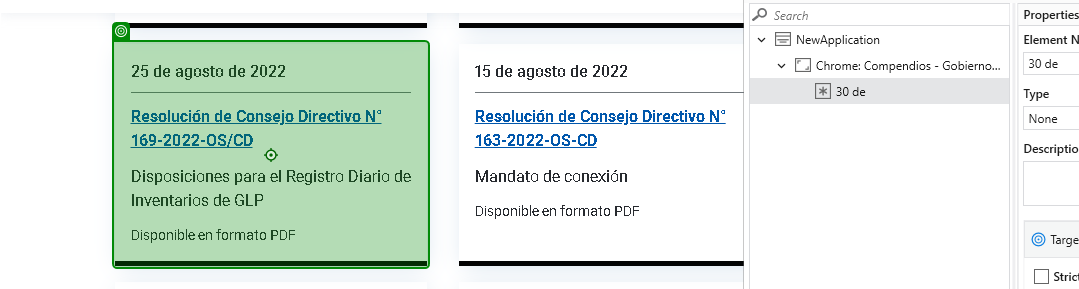 25 de agosto de 2022
Resolución de Consejo Directivo N°
169-2022-OS/CD
Disposiciones para el Registro Diario de
Inventarios de GLP
Disponible en formato PDF
15 de agosto de 2022
Resolución de Consejo Directivo N°
163-2022-OS-CD
Mandato de conexión
Disponible en formato PDF
Search
NewApplication
Chrome: Compendios - Gobierno...
30 de
Properties
Element N
30 de
Type
None
Descriptio
Targe
Strict